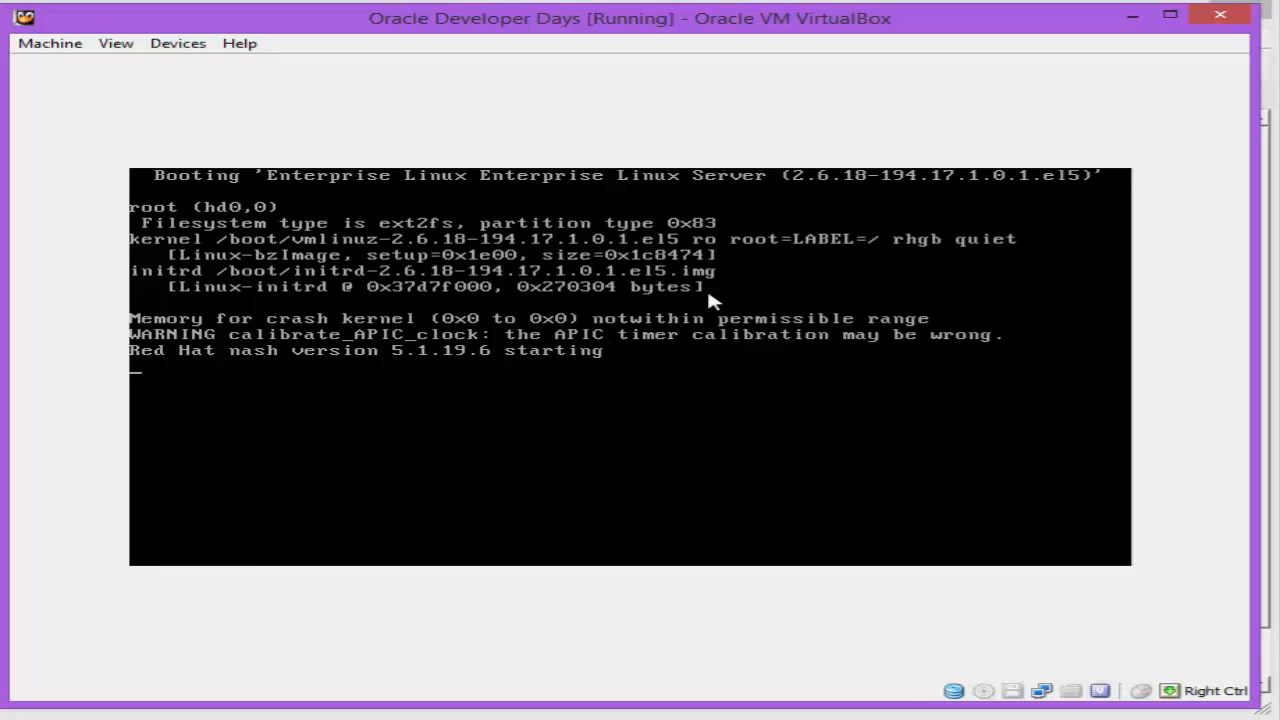 Oracle Developer Days [Running] - Oracle VM VirtualBox
Machine View Devices Help
Booting 'Enterprise Linux Enterprise Linux Server (2.6.18-194.17.1.0.1.el5)'
root (hd0,0)
Filesystem type is ext2fs, partition type 0x83
kernel /boot/vmlinuz-2.6.18-194.17.1.0.1.el5 ro root=LABEL=/ rhgb quiet
[Linux-bzImage, setup=0x1e00, size=0x1c8474]
initrd /boot/initrd-2.6.18-194.17.1.0.1.el5.img
[Linux-initrd @ 0x37d7f000, 0x270304 bytes]
Memory for crash kernel (0x0 to 0x0) notwithin permissible range
WARNING calibrate_APIC_clock: the APIC timer calibration may be wrong.
Red Hat nash version 5.1.19.6 starting
Right Ctrl